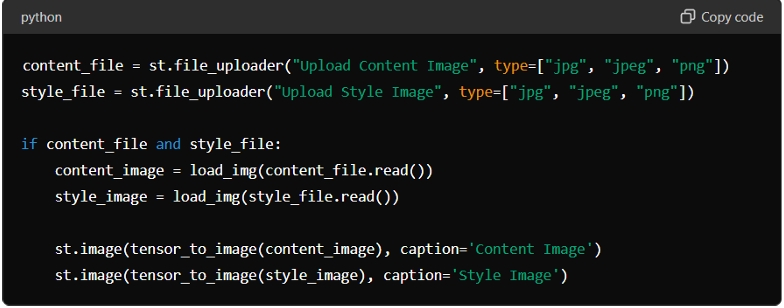 python
Copy code
content_file = st.file_uploader("Upload Content Image", type=["jpg", "jpeg", "png"])
style_file = st.file_uploader("Upload Style Image", type=["jpg", "jpeg", "png"])

if content_file and style_file:
    content_image = load_img(content_file.read())
    style_image = load_img(style_file.read())

    st.image(tensor_to_image(content_image), caption='Content Image')
    st.image(tensor_to_image(style_image), caption='Style Image')